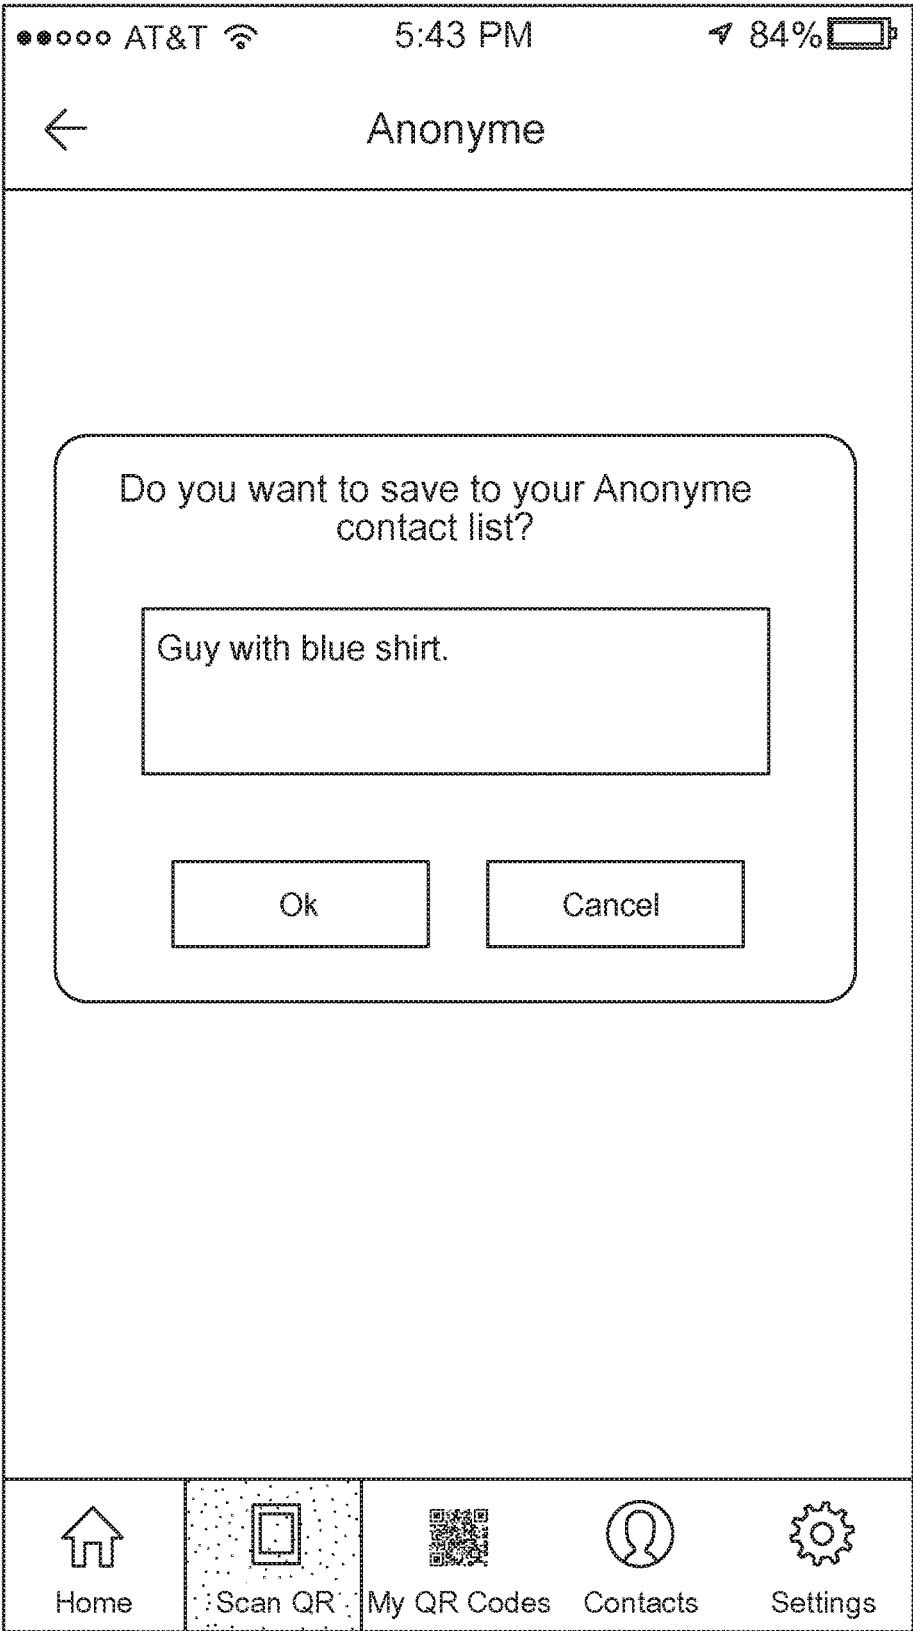 AT&T 5:43 PM 84%
Anonyme
Do you want to save to your Anonyme
contact list?
Guy with blue shirt.
Ok Cancel
Home Scan QR My QR Codes Contacts Settings